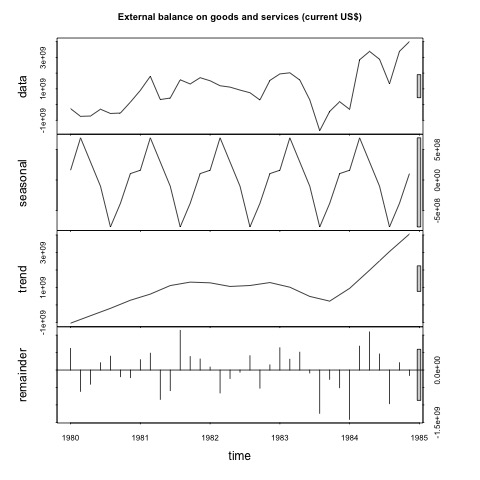 External balance on goods and services (current US$)
data
-1e+09 1e+09 3e+09
seasonal
-5e+08 0e+00 5e+08
trend
-1e+09 1e+09 3e+09
remainder
-1.5e+09 0.0e+00
1980 1981 1982 1983 1984 1985
time